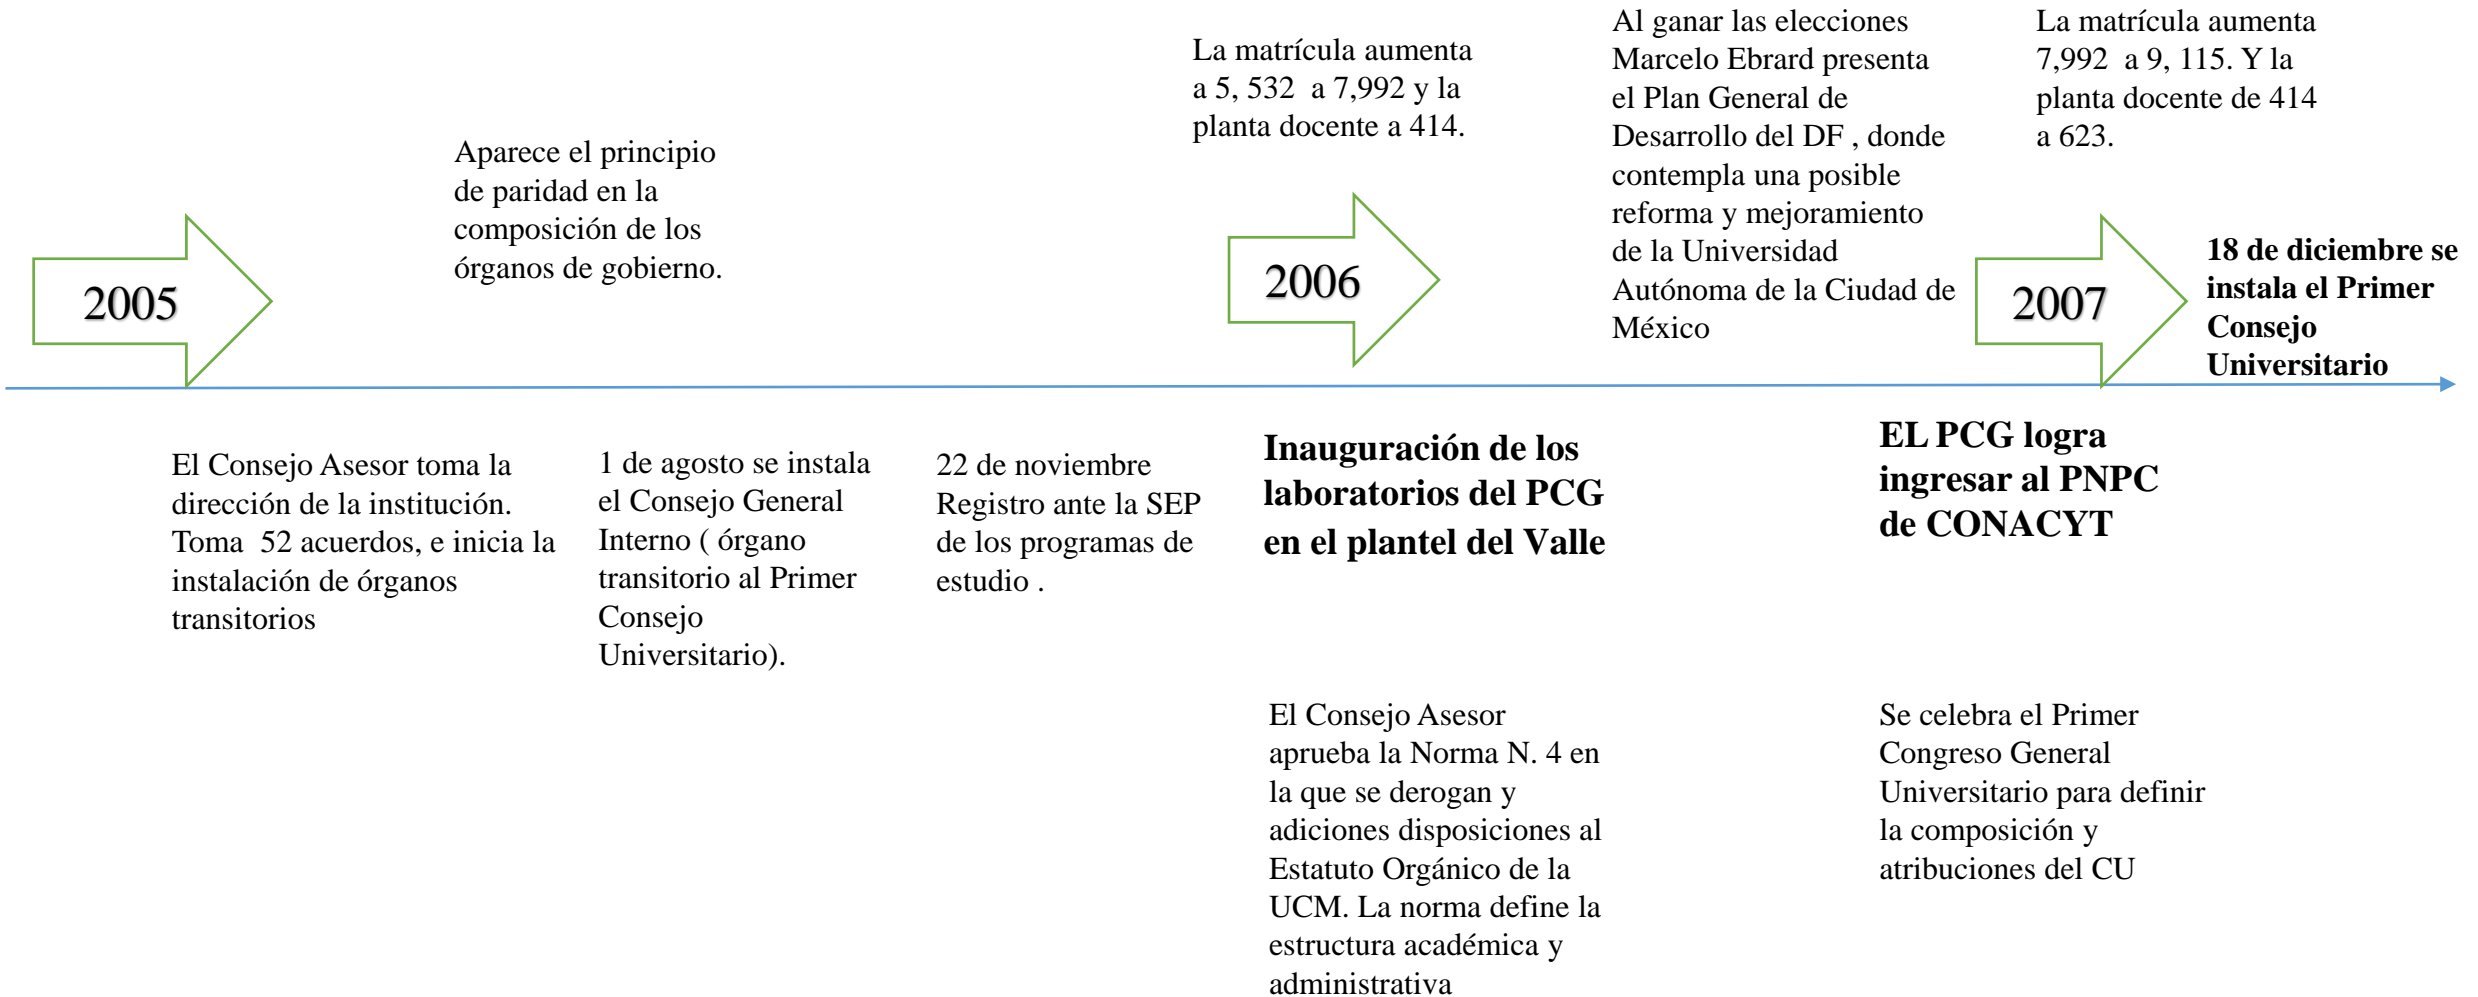 2005
Aparece el principio
de paridad en la
composición de los
órganos de gobierno.
El Consejo Asesor toma la
dirección de la institución.
Toma  52 acuerdos, e inicia la
instalación de órganos
transitorios
1 de agosto se instala
el Consejo General
Interno ( órgano
transitorio al Primer
Consejo
Universitario).
22 de noviembre
Registro ante la SEP
de los programas de
estudio .
La matrícula aumenta
a 5, 532  a 7,992 y la
planta docente a 414.
2006
Inauguración de los
laboratorios del PCG
en el plantel del Valle
El Consejo Asesor
aprueba la Norma N. 4 en
la que se derogan y
adiciones disposiciones al
Estatuto Orgánico de la
UCM. La norma define la
estructura académica y
administrativa
Al ganar las elecciones
Marcelo Ebrard presenta
el Plan General de
Desarrollo del DF , donde
contempla una posible
reforma y mejoramiento
de la Universidad
Autónoma de la Ciudad de
México
La matrícula aumenta
7,992  a 9, 115. Y la
planta docente de 414
a 623.
2007
18 de diciembre se
instala el Primer
Consejo
Universitario
EL PCG logra
ingresar al PNPC
de CONACYT
Se celebra el Primer
Congreso General
Universitario para definir
la composición y
atribuciones del CU